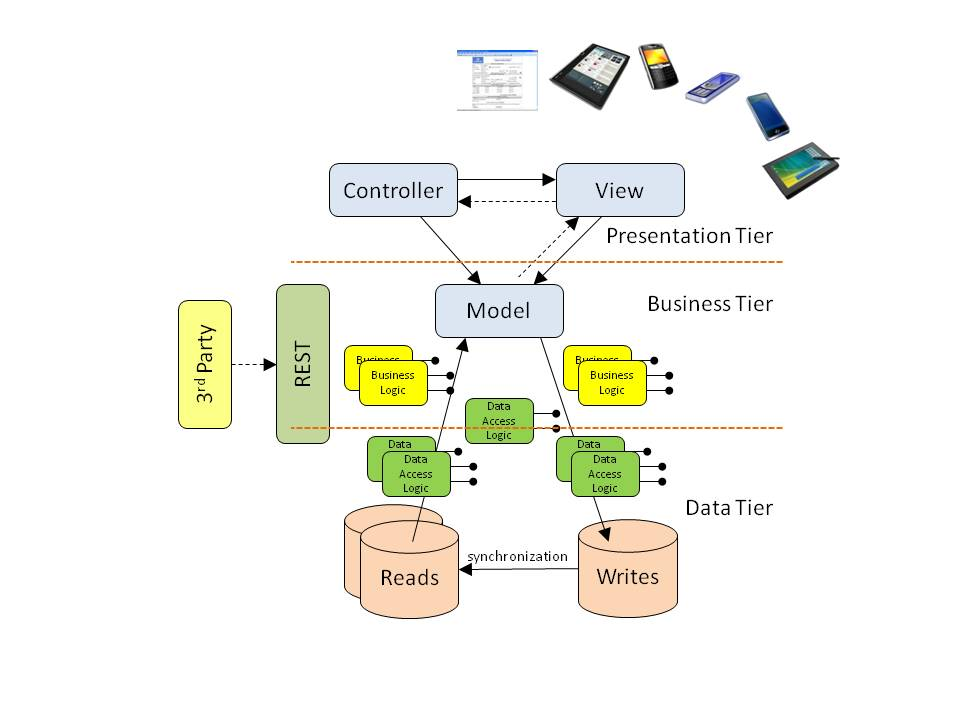 Controller
View
Presentation Tier
Business Tier
Model
3rd Party
REST
Business
Business
Logic
Business
Business
Logic
Data
Access
Logic
Data
Data
Access
Logic
Data
Data
Access
Logic
Data Tier
synchronization
Reads
Writes